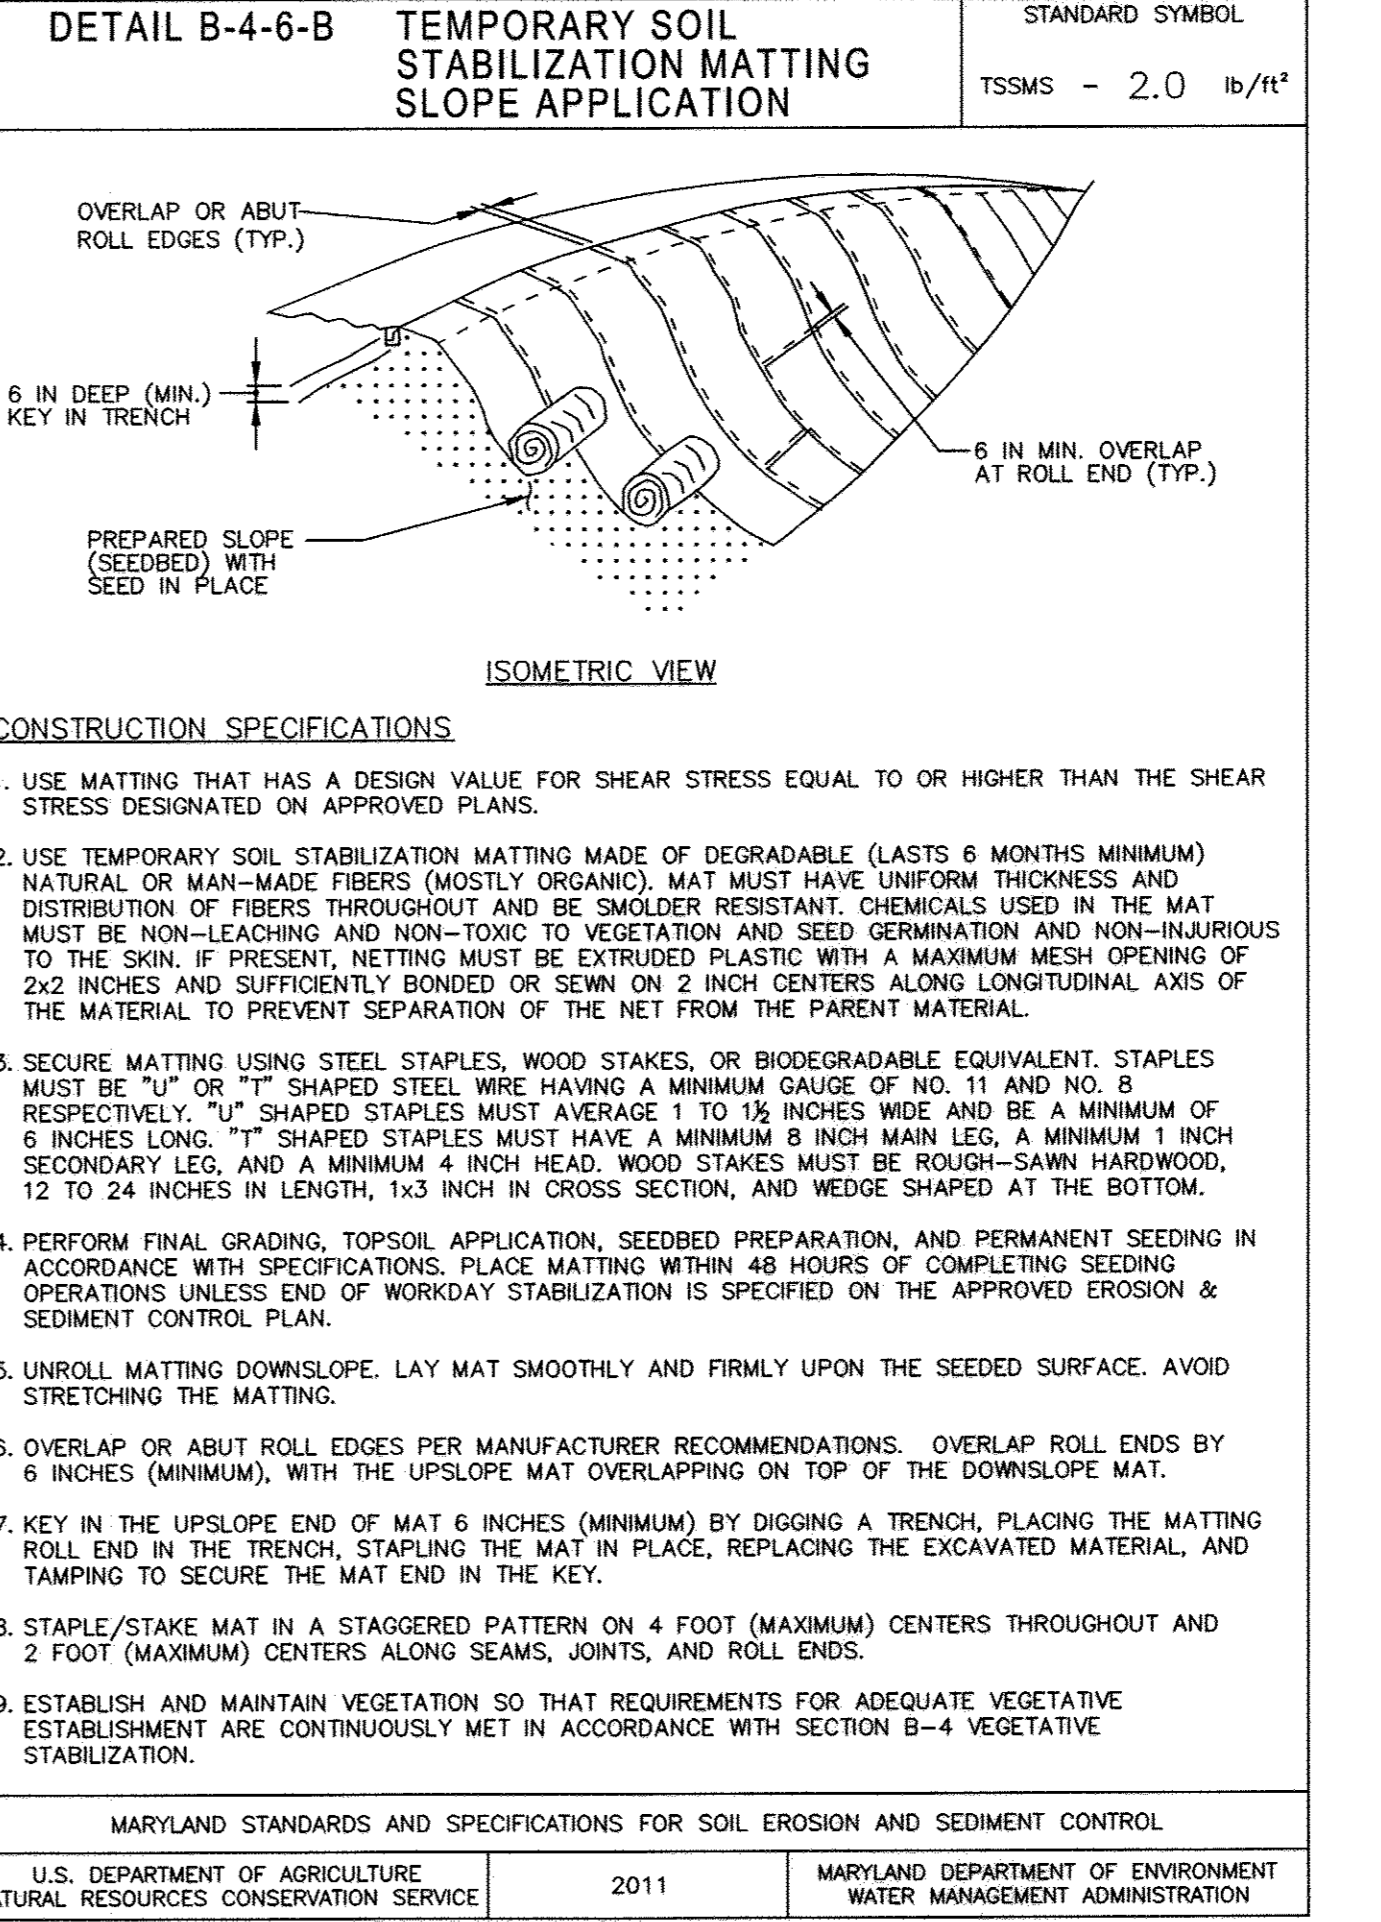 DETAIL B-4-6-B
TEMPORARY SOIL
STABILIZATION MATTING
SLOPE APPLICATION
STANDARD SYMBOL
TSSMS - 2.0 lb/ft²
OVERLAP OR ABUT
ROLL EDGES (TYP.)
6 IN DEEP (MIN.)
KEY IN TRENCH
6 IN MIN. OVERLAP
AT ROLL END (TYP.)
PREPARED SLOPE
(SEEDBED) WITH
SEED IN PLACE
ISOMETRIC VIEW
CONSTRUCTION SPECIFICATIONS
. USE MATTING THAT HAS A DESIGN VALUE FOR SHEAR STRESS EQUAL TO OR HIGHER THAN THE SHEAR
STRESS DESIGNATED ON APPROVED PLANS.
2. USE TEMPORARY SOIL STABILIZATION MATTING MADE OF DEGRADABLE (LASTS 6 MONTHS MINIMUM)
NATURAL OR MAN-MADE FIBERS (MOSTLY ORGANIC). MAT MUST HAVE UNIFORM THICKNESS AND
DISTRIBUTION OF FIBERS THROUGHOUT AND BE SMOLDER RESISTANT. CHEMICALS USED IN THE MAT
MUST BE NON-LEACHING AND NON-TOXIC TO VEGETATION AND SEED GERMINATION AND NON-INJURIOUS
TO THE SKIN. IF PRESENT, NETTING MUST BE EXTRUDED PLASTIC WITH A MAXIMUM MESH OPENING OF
2x2 INCHES AND SUFFICIENTLY BONDED OR SEWN ON 2 INCH CENTERS ALONG LONGITUDINAL AXIS OF
THE MATERIAL TO PREVENT SEPARATION OF THE NET FROM THE PARENT MATERIAL.
3. SECURE MATTING USING STEEL STAPLES, WOOD STAKES, OR BIODEGRADABLE EQUIVALENT. STAPLES
MUST BE "U" OR "T" SHAPED STEEL WIRE HAVING A MINIMUM GAUGE OF NO. 11 AND NO. 8
RESPECTIVELY. "U" SHAPED STAPLES MUST AVERAGE 1 TO 1½ INCHES WIDE AND BE A MINIMUM OF
6 INCHES LONG. "T" SHAPED STAPLES MUST HAVE A MINIMUM 8 INCH MAIN LEG, A MINIMUM 1 INCH
SECONDARY LEG, AND A MINIMUM 4 INCH HEAD. WOOD STAKES MUST BE ROUGH-SAWN HARDWOOD,
12 TO 24 INCHES IN LENGTH, 1x3 INCH IN CROSS SECTION, AND WEDGE SHAPED AT THE BOTTOM.
4. PERFORM FINAL GRADING, TOPSOIL APPLICATION, SEEDBED PREPARATION, AND PERMANENT SEEDING IN
ACCORDANCE WITH SPECIFICATIONS. PLACE MATTING WITHIN 48 HOURS OF COMPLETING SEEDING
OPERATIONS UNLESS END OF WORKDAY STABILIZATION IS SPECIFIED ON THE APPROVED EROSION &
SEDIMENT CONTROL PLAN.
5. UNROLL MATTING DOWNSLOPE. LAY MAT SMOOTHLY AND FIRMLY UPON THE SEEDED SURFACE. AVOID
STRETCHING THE MATTING.
6. OVERLAP OR ABUT ROLL EDGES PER MANUFACTURER RECOMMENDATIONS. OVERLAP ROLL ENDS BY
6 INCHES (MINIMUM), WITH THE UPSLOPE MAT OVERLAPPING ON TOP OF THE DOWNSLOPE MAT.
7. KEY IN THE UPSLOPE END OF MAT 6 INCHES (MINIMUM) BY DIGGING A TRENCH, PLACING THE MATTING
ROLL END IN THE TRENCH, STAPLING THE MAT IN PLACE, REPLACING THE EXCAVATED MATERIAL, AND
TAMPING TO SECURE THE MAT END IN THE KEY.
8. STAPLE/STAKE MAT IN A STAGGERED PATTERN ON 4 FOOT (MAXIMUM) CENTERS THROUGHOUT AND
2 FOOT (MAXIMUM) CENTERS ALONG SEAMS, JOINTS, AND ROLL ENDS.
9. ESTABLISH AND MAINTAIN VEGETATION SO THAT REQUIREMENTS FOR ADEQUATE VEGETATIVE
ESTABLISHMENT ARE CONTINUOUSLY MET IN ACCORDANCE WITH SECTION B-4 VEGETATIVE
STABILIZATION.
MARYLAND STANDARDS AND SPECIFICATIONS FOR SOIL EROSION AND SEDIMENT CONTROL
U.S. DEPARTMENT OF AGRICULTURE
ATURAL RESOURCES CONSERVATION SERVICE
2011
MARYLAND DEPARTMENT OF ENVIRONMENT
WATER MANAGEMENT ADMINISTRATION